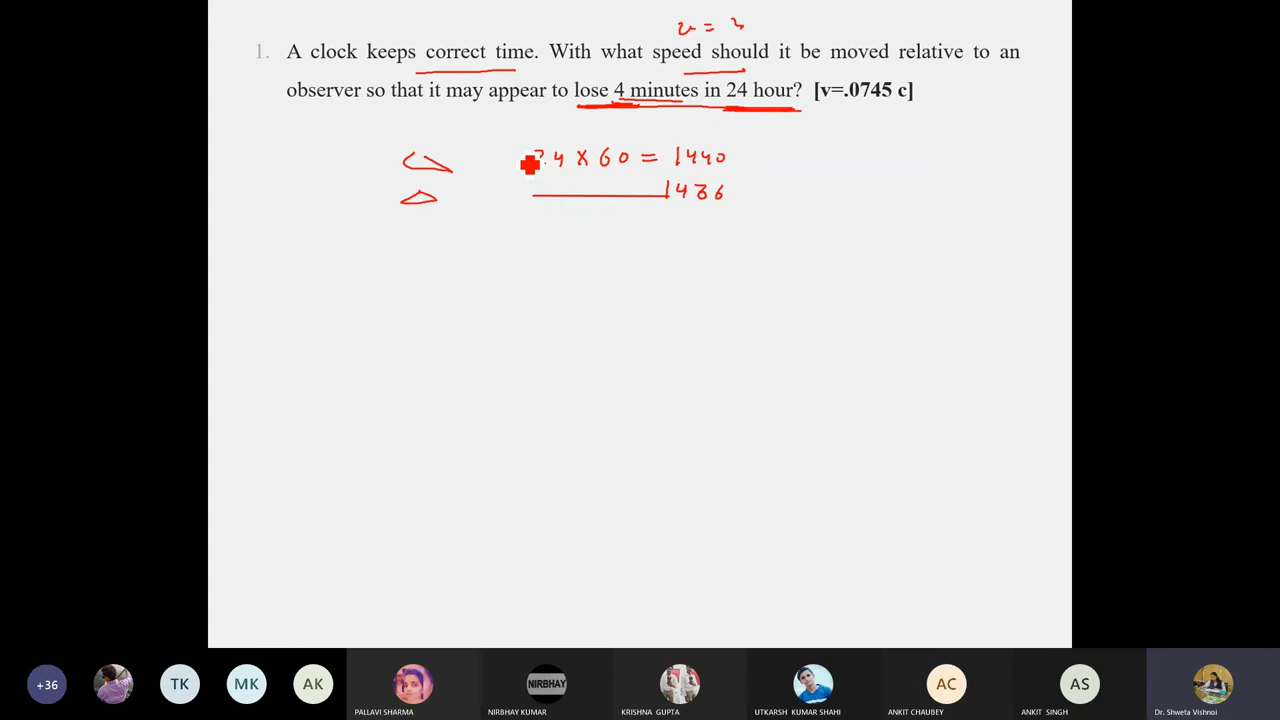 v = ?
1. A clock keeps correct time. With what speed should it be moved relative to an
observer so that it may appear to lose 4 minutes in 24 hour? [v=.0745 c]
24 × 60 = 1440
1436
+36
TK
MK
AK
PALLAVI SHARMA
NIRBHAY
NIRBHAY KUMAR
KRISHNA GUPTA
UTKARSH KUMAR SHAHI
AC
ANKIT CHAUBEY
AS
ANKIT SINGH
Dr. Shweta Vishnoi